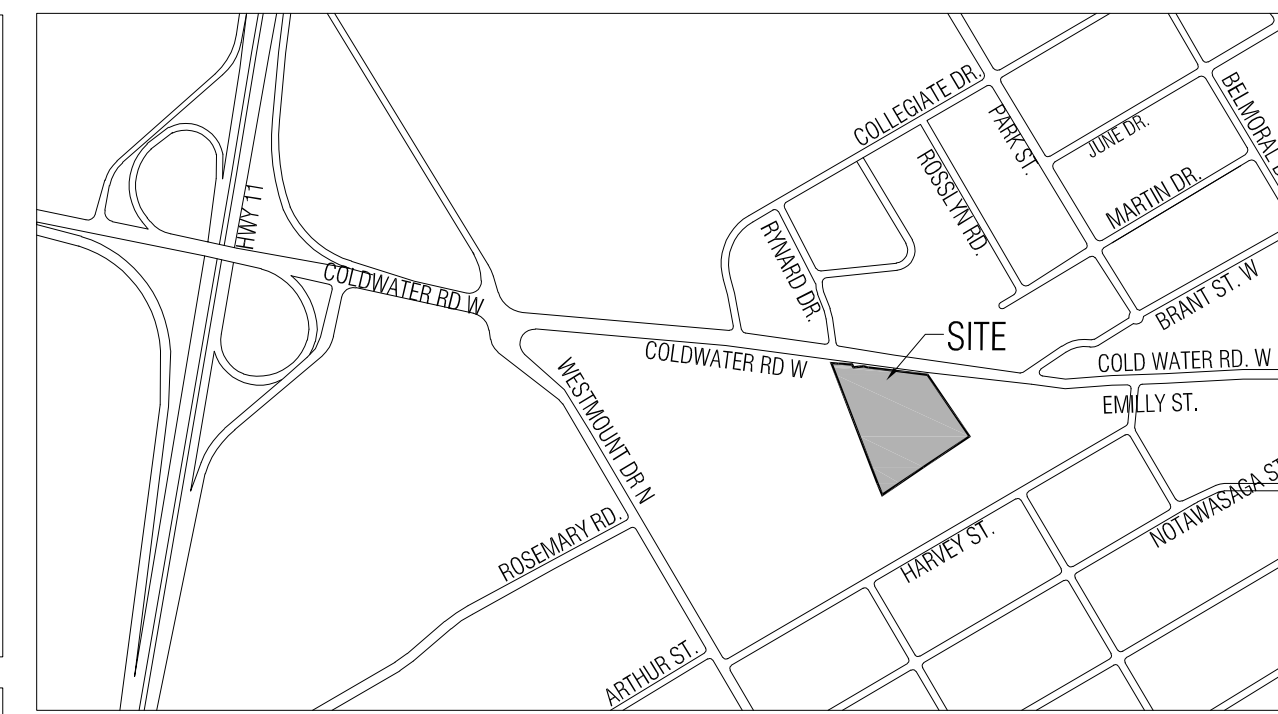 COLLEGIATE DR.
PARK ST.
BELMORAL
JUNE DR.
ROSSLYN RD.
MARTIN DR.
HWY 11
RYNARD DR.
COLDWATER RD W
BRANT ST. W
SITE
COLDWATER RD W
COLD WATER RD. W
WESTMOUNT DR N
EMILLY ST.
NOTAWASAGA ST
ROSEMARY RD.
HARVEY ST.
ARTHUR ST.